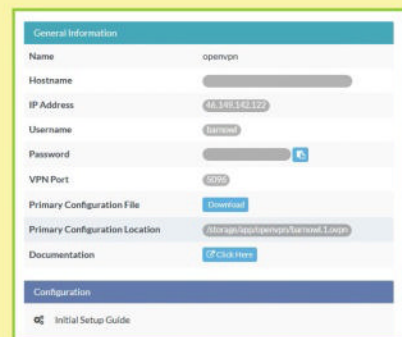 General Information
Name openvpn
Hostname
IP Address 46.149.142.122
Username barnowl
Password
VPN Port 5096
Primary Configuration File Download
Primary Configuration Location /storage/app/openvpn/barnowl.1.ovpn
Documentation Click Here
Configuration
Initial Setup Guide